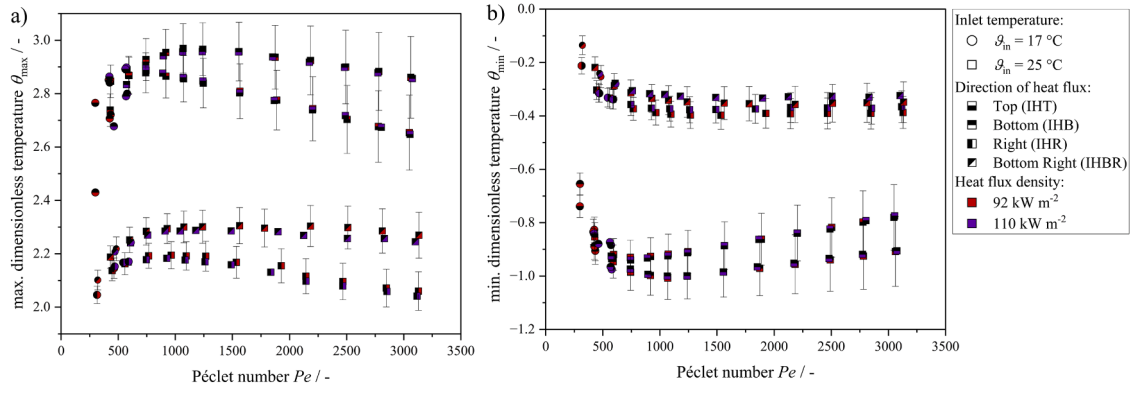 a)
max. dimensionless temperature θmax / -
3.0
2.8
2.6
2.4
2.2
2.0
0 500 1000 1500 2000 2500 3000 3500
Péclet number Pe / -
b)
min. dimensionless temperature θmin / -
-0.0
−0.2
−0.4
−0.6
−0.8
−1.0
−1.2
0 500 1000 1500 2000 2500 3000 3500
Péclet number Pe / -
Inlet temperature:
ϑin = 17 °C
ϑin = 25 °C
Direction of heat flux:
Top (IHT)
Bottom (IHB)
Right (IHR)
Bottom Right (IHBR)
Heat flux density:
92 kW m-2
110 kW m-2